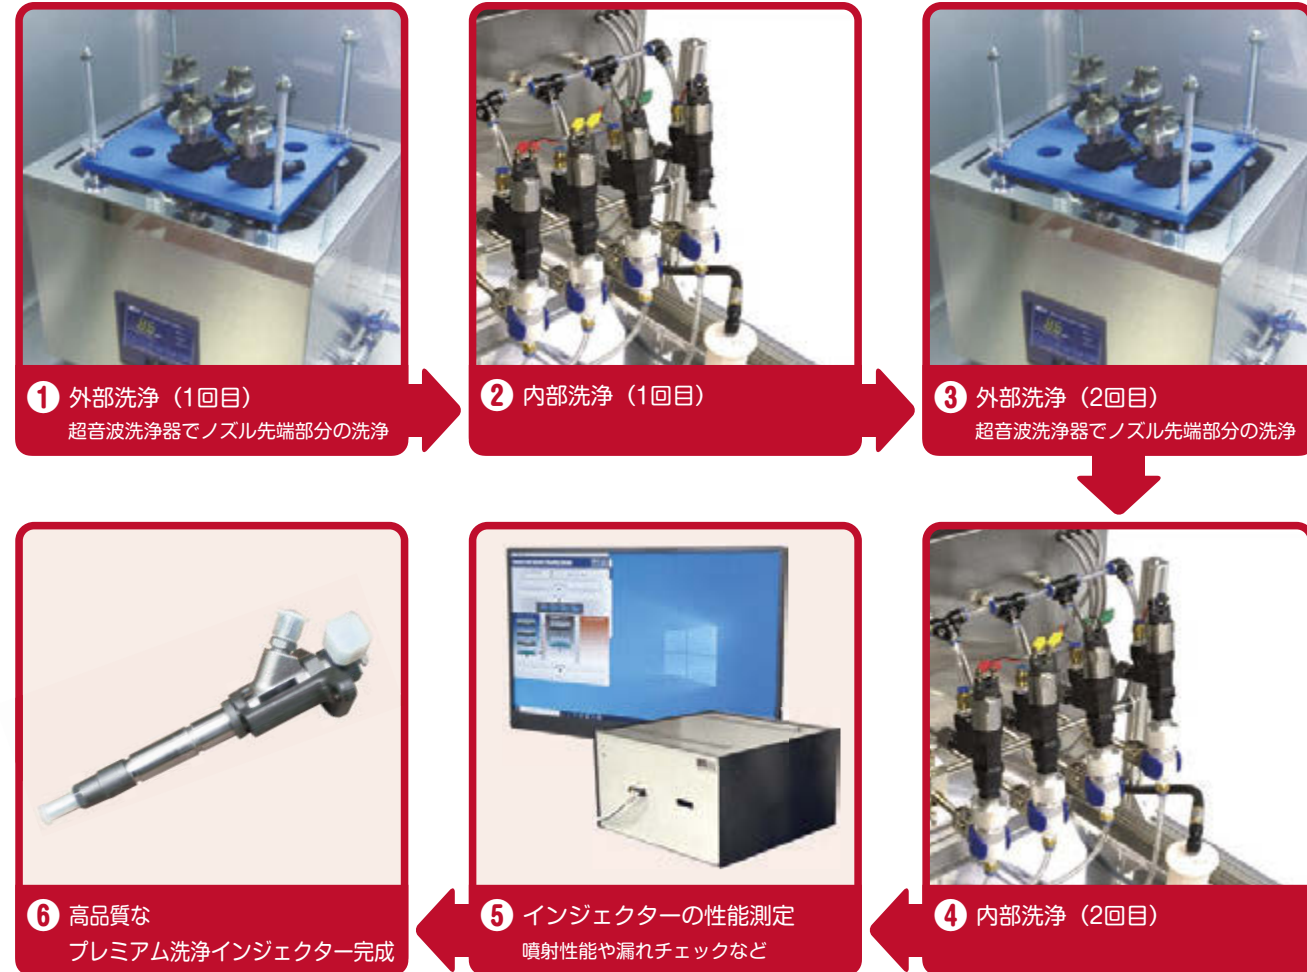 ❶ 外部洗浄（1回目）
超音波洗浄器でノズル先端部分の洗浄
❷ 内部洗浄（1回目）
❸ 外部洗浄（2回目）
超音波洗浄器でノズル先端部分の洗浄
❹ 内部洗浄（2回目）
❺ インジェクターの性能測定
噴射性能や漏れチェックなど
❻ 高品質な
プレミアム洗浄インジェクター完成